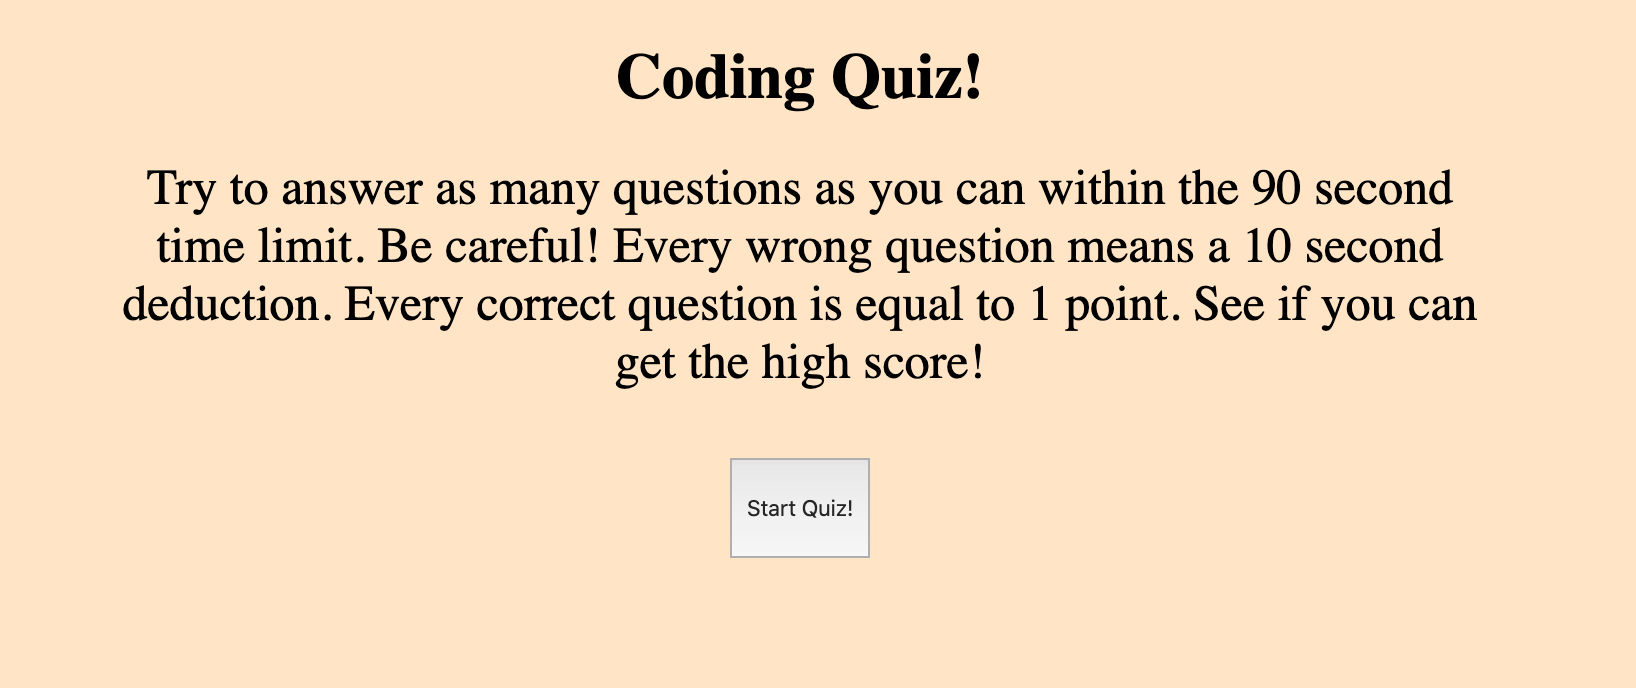 Coding Quiz!
Try to answer as many questions as you can within the 90 second
time limit. Be careful! Every wrong question means a 10 second
deduction. Every correct question is equal to 1 point. See if you can
get the high score!
Start Quiz!